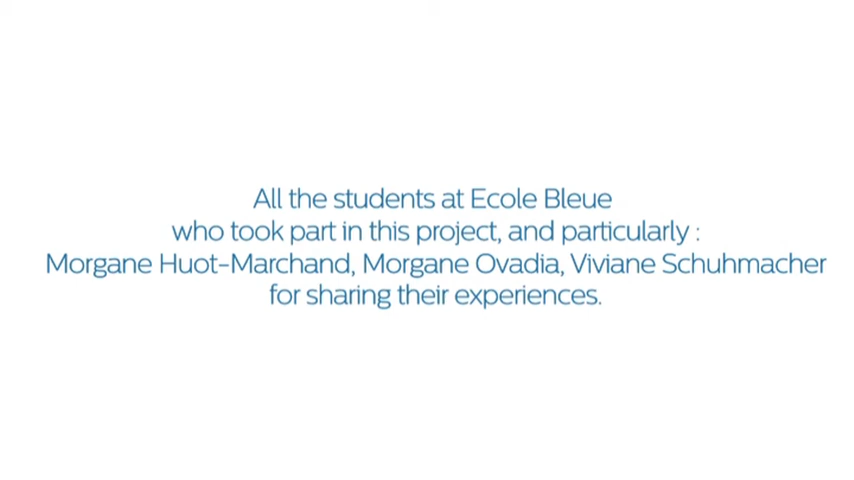 All the students at Ecole Bleue
who took part in this project, and particularly :
Morgane Huot-Marchand, Morgane Ovadia, Viviane Schuhmacher
for sharing their experiences.